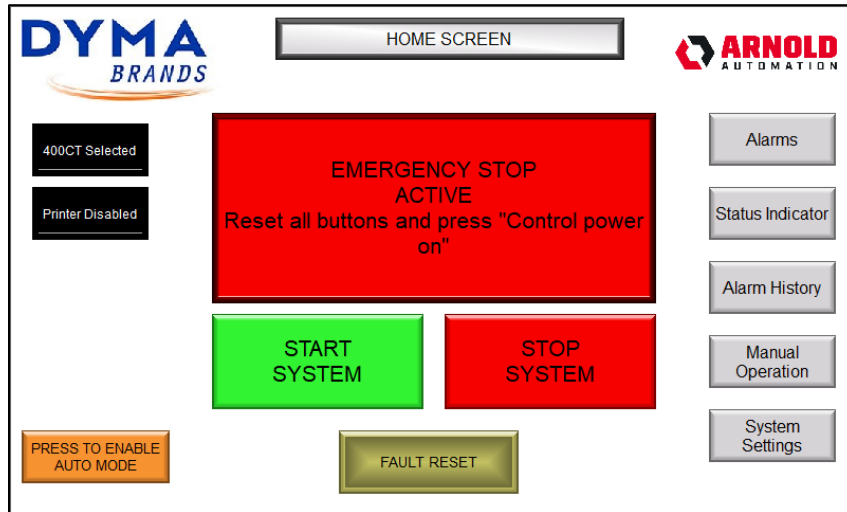 DYMA
BRANDS
HOME SCREEN
ARNOLD
AUTOMATION
400CT Selected
Printer Disabled
EMERGENCY STOP
ACTIVE
Reset all buttons and press "Control power
on"
START
SYSTEM
STOP
SYSTEM
PRESS TO ENABLE
AUTO MODE
FAULT RESET
Alarms
Status Indicator
Alarm History
Manual
Operation
System
Settings